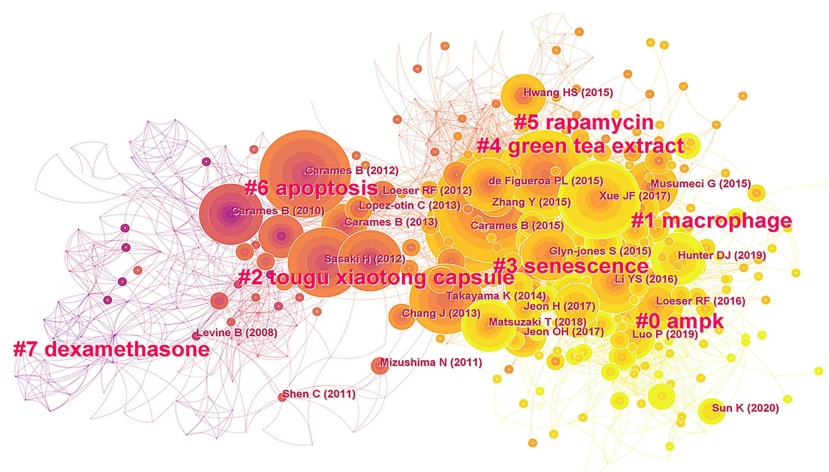 Hwang HS (2015)
#5 rapamycin
#4 green tea extract
Carames B (2012)
#6 apoptosis
Loeser RF (2012)
de Figueroa PL (2015)
Musumeci G (2015)
Xue JF (2017)
Lopez-otin C (2013)
Zhang Y (2015)
Carames B (2010)
Carames B (2013)
Carames B (2015)
#1 macrophage
Glyn-jones S (2015)
Hunter DJ (2019)
Sasaki H (2012)
#3 senescence
#2 tougu xiaotong capsule
Li YS (2016)
Takayama K (2014)
Loeser RF (2016)
Jeon H (2017)
Chang J (2013)
Matsuzaki T (2018)
#0 ampk
Levine B (2008)
Jeon OH (2017)
Luo P (2019)
#7 dexamethasone
Mizushima N (2011)
Shen C (2011)
Sun K (2020)